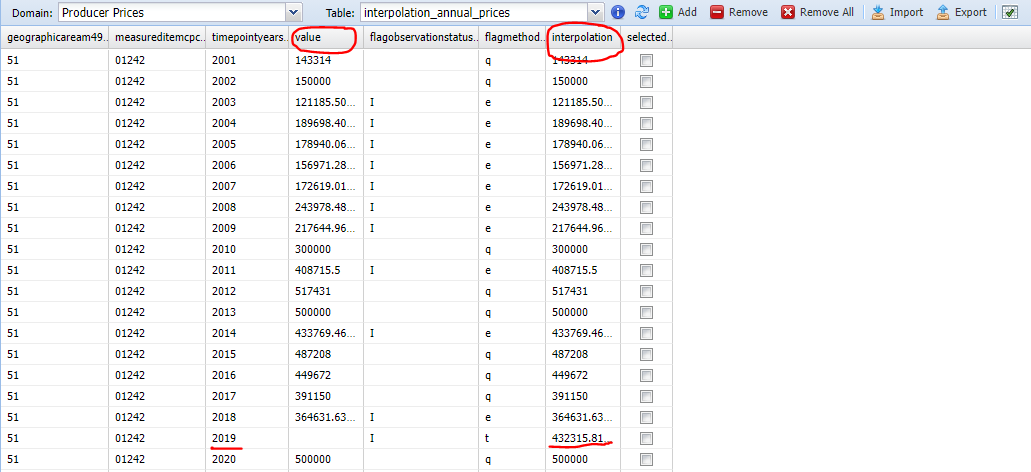 Domain: Producer Prices Table: interpolation_annual_prices Add Remove Remove All Import Export
geographicaream49... measureditemcpc... timepointyears... value flagobservationstatus... flagmethod... interpolation selected...
51 01242 2001 143314 q 143314
51 01242 2002 150000 q 150000
51 01242 2003 121185.50... I e 121185.50...
51 01242 2004 189698.40... I e 189698.40...
51 01242 2005 178940.06... I e 178940.06...
51 01242 2006 156971.28... I e 156971.28...
51 01242 2007 172619.01... I e 172619.01...
51 01242 2008 243978.48... I e 243978.48...
51 01242 2009 217644.96... I e 217644.96...
51 01242 2010 300000 q 300000
51 01242 2011 408715.5 I e 408715.5
51 01242 2012 517431 q 517431
51 01242 2013 500000 q 500000
51 01242 2014 433769.46... I e 433769.46...
51 01242 2015 487208 q 487208
51 01242 2016 449672 q 449672
51 01242 2017 391150 q 391150
51 01242 2018 364631.63... I e 364631.63...
51 01242 2019 I t 432315.81...
51 01242 2020 500000 q 500000